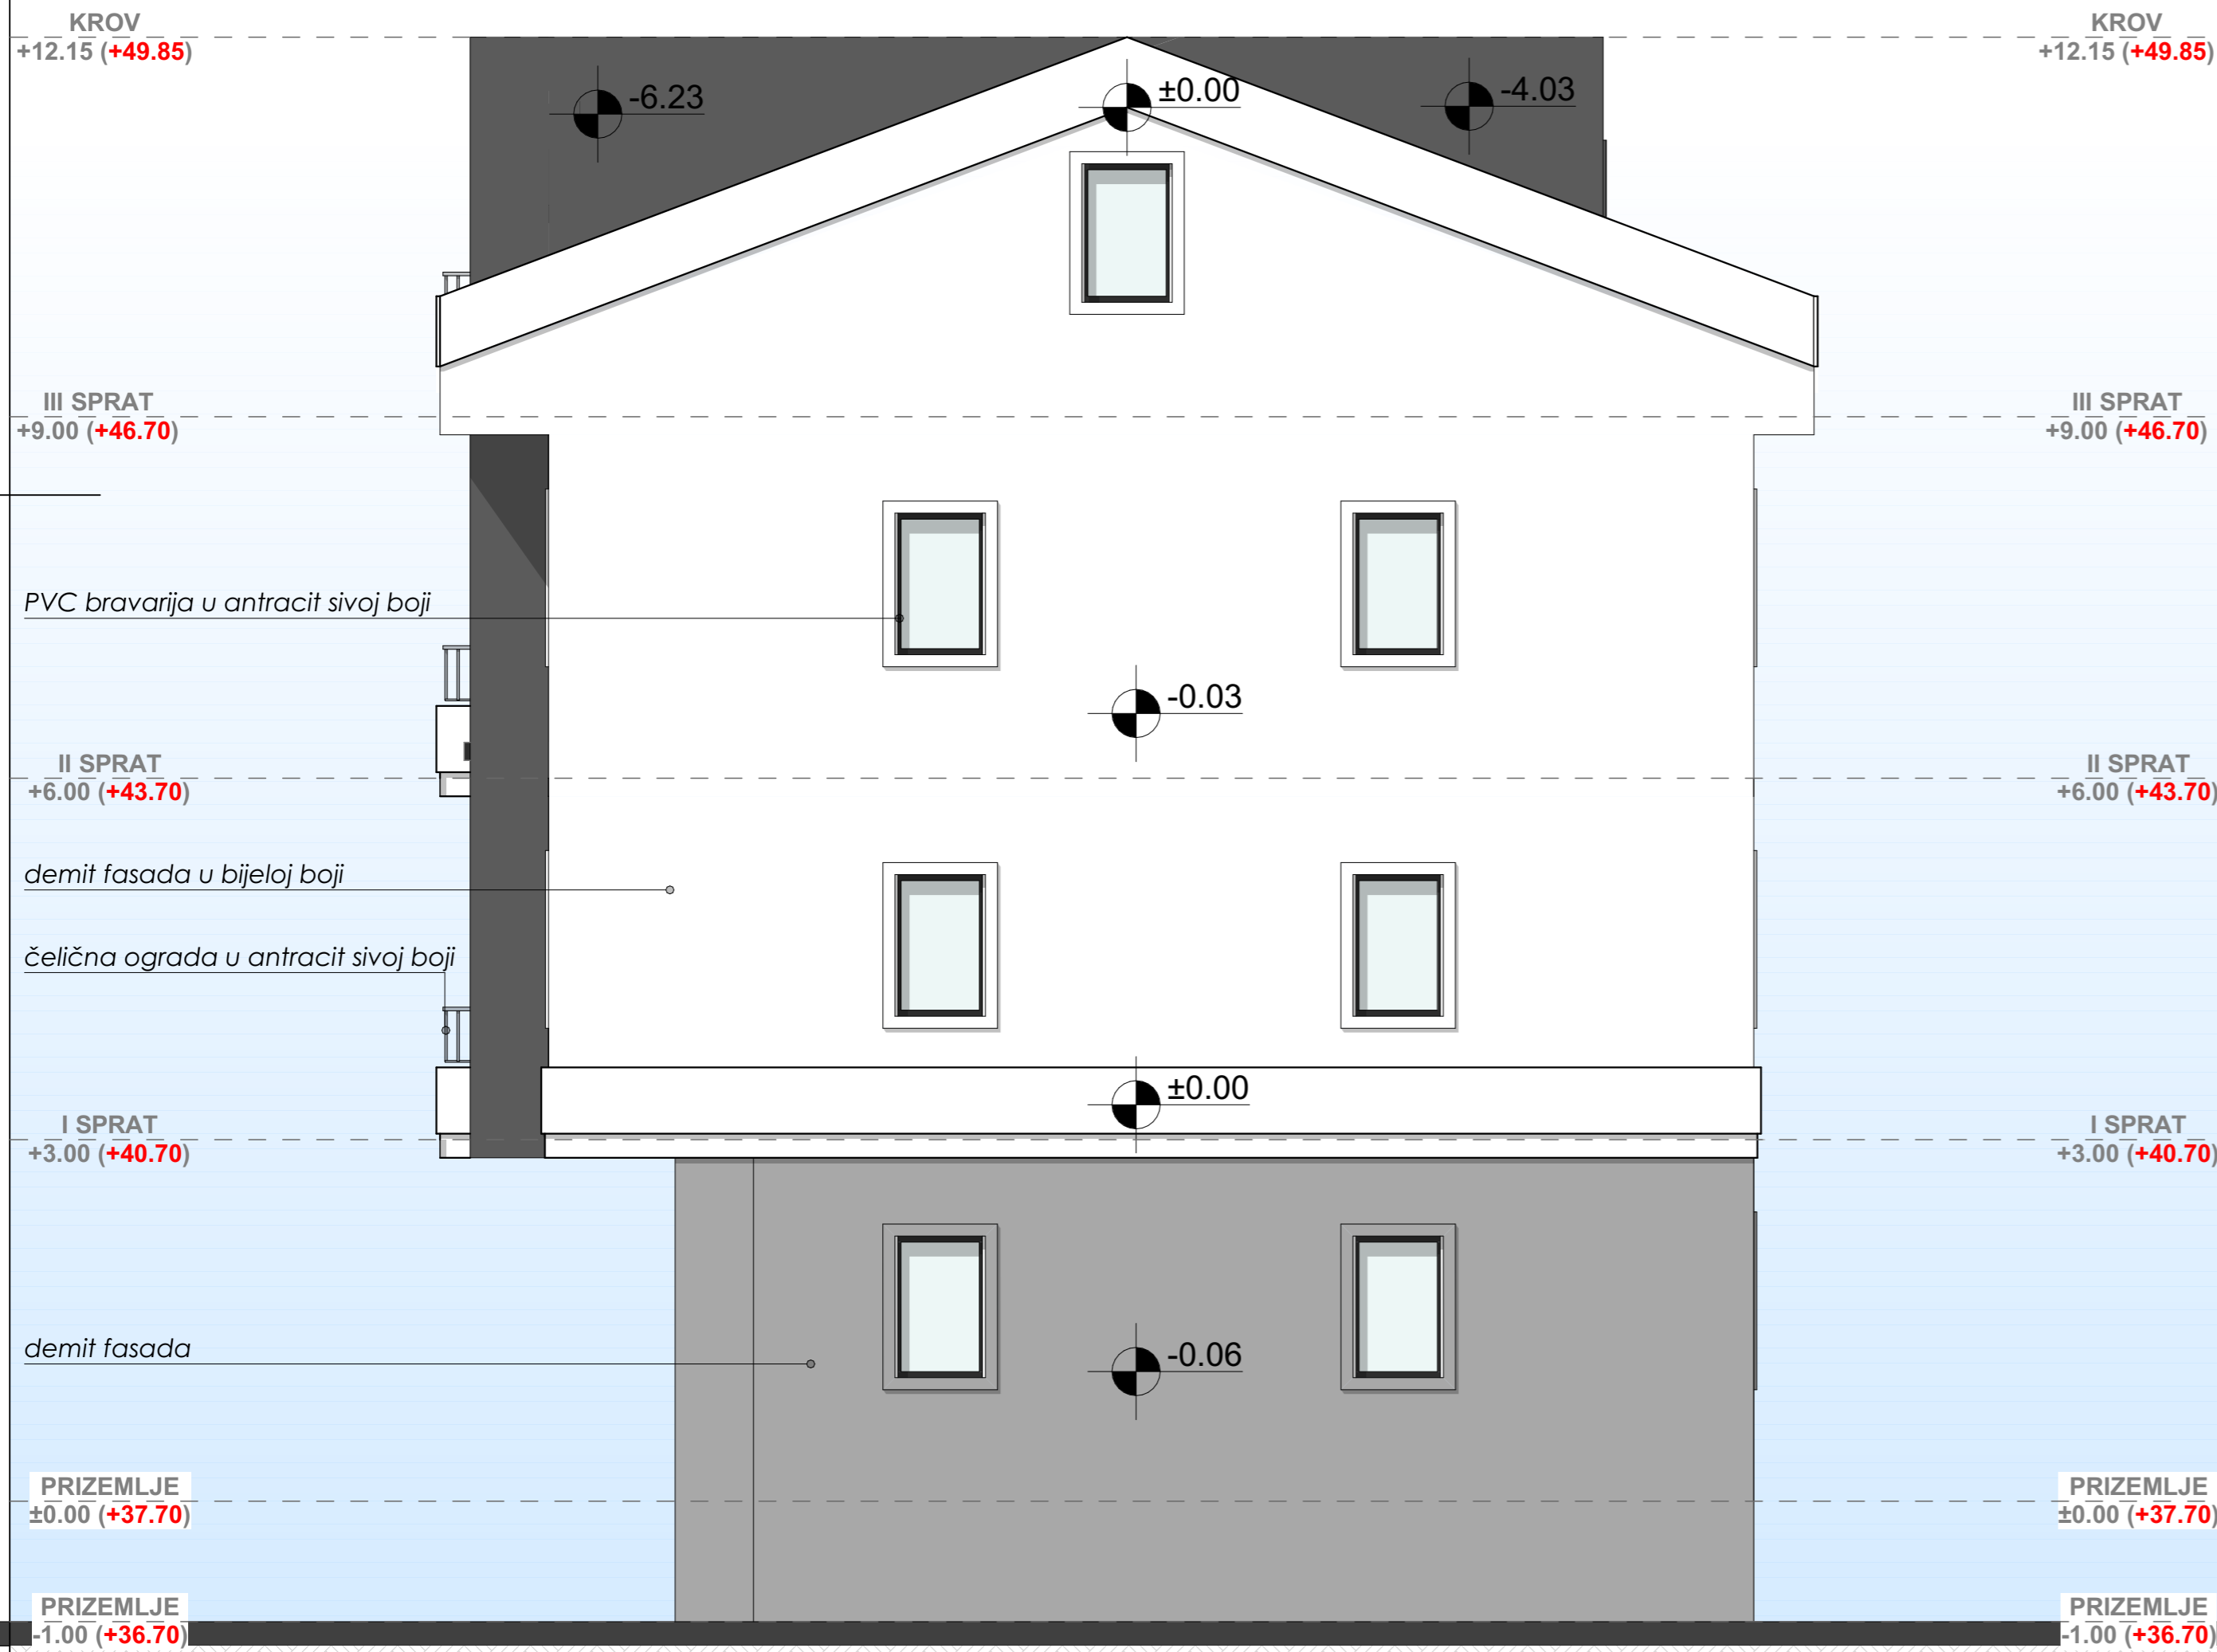 KROV
+12.15 (+49.85)
KROV
+12.15 (+49.85)
-6.23
±0.00
-4.03
III SPRAT
+9.00 (+46.70)
III SPRAT
+9.00 (+46.70)
PVC bravarija u antracit sivoj boji
-0.03
II SPRAT
+6.00 (+43.70)
II SPRAT
+6.00 (+43.70)
demit fasada u bijeloj boji
čelična ograda u antracit sivoj boji
±0.00
I SPRAT
+3.00 (+40.70)
I SPRAT
+3.00 (+40.70)
demit fasada
-0.06
PRIZEMLJE
±0.00 (+37.70)
PRIZEMLJE
±0.00 (+37.70)
PRIZEMLJE
-1.00 (+36.70)
PRIZEMLJE
-1.00 (+36.70)